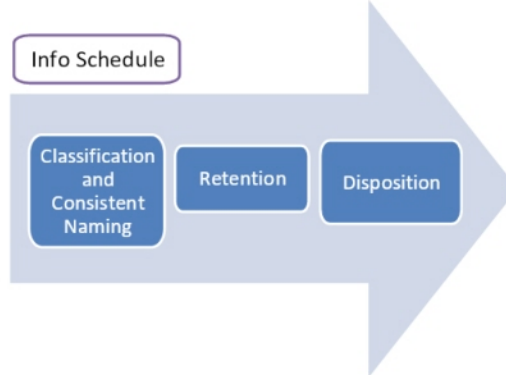 Info Schedule
Classification
and
Consistent
Naming
Retention
Disposition